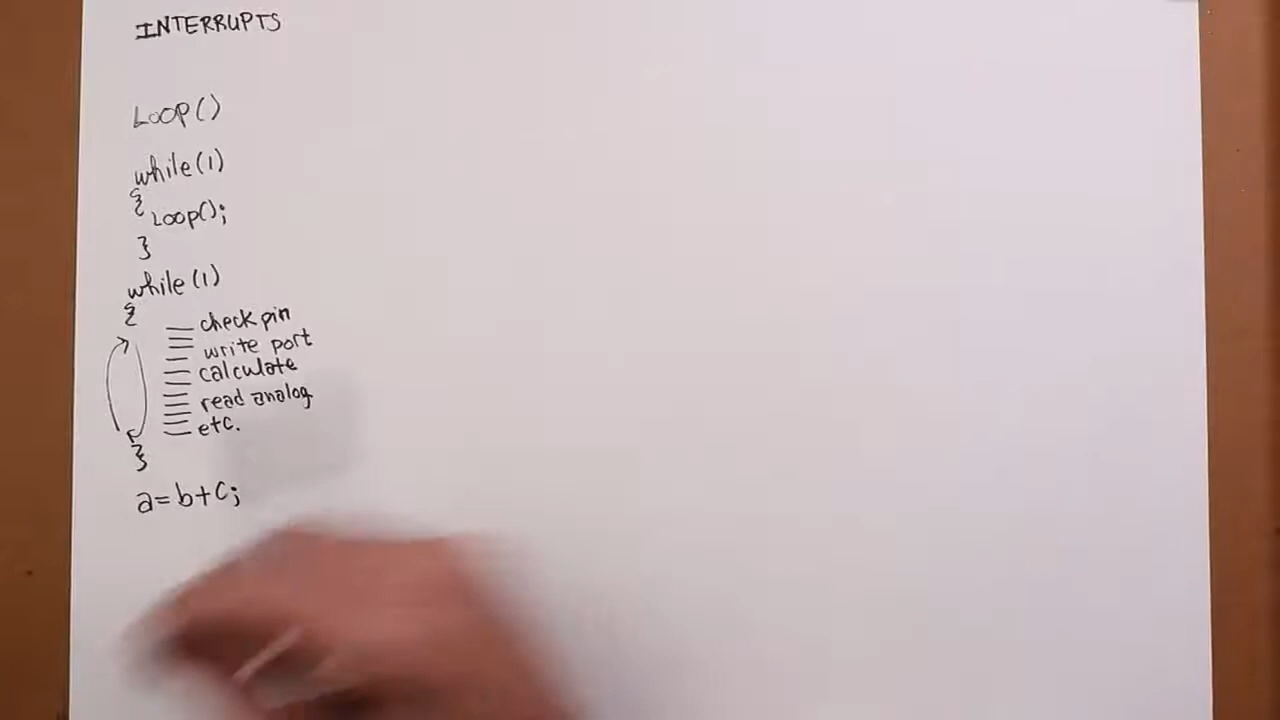 INTERRUPTS
Loop()
while(1)
{
Loop();
}
while(1)
{
check pin
write port
calculate
read analog
etc.
}
a=b+c;